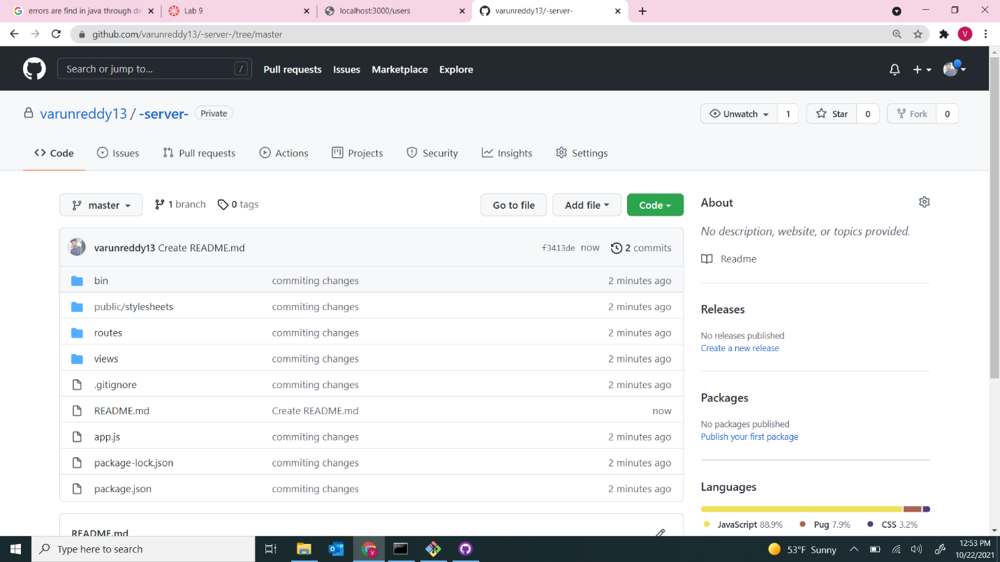 errors are find in java through de
Lab 9
localhost:3000/users
varunreddy13/-server-
github.com/varunreddy13/-server-/tree/master
V
Search or jump to...
/
Pull requests
Issues
Marketplace
Explore
varunreddy13 / -server-
Private
Unwatch
1
Star
0
Fork
0
Code
Issues
Pull requests
Actions
Projects
Security
Insights
Settings
master
1 branch
0 tags
Go to file
Add file
Code
varunreddy13 Create README.md
f3413de now
2 commits
bin
commiting changes
2 minutes ago
public/stylesheets
commiting changes
2 minutes ago
routes
commiting changes
2 minutes ago
views
commiting changes
2 minutes ago
.gitignore
commiting changes
2 minutes ago
README.md
Create README.md
now
app.js
commiting changes
2 minutes ago
package-lock.json
commiting changes
2 minutes ago
package.json
commiting changes
2 minutes ago
README.md
About
No description, website, or topics provided.
Readme
Releases
No releases published
Create a new release
Packages
No packages published
Publish your first package
Languages
JavaScript 88.9%
Pug 7.9%
CSS 3.2%
Type here to search
V
53°F Sunny
12:53 PM
10/22/2021